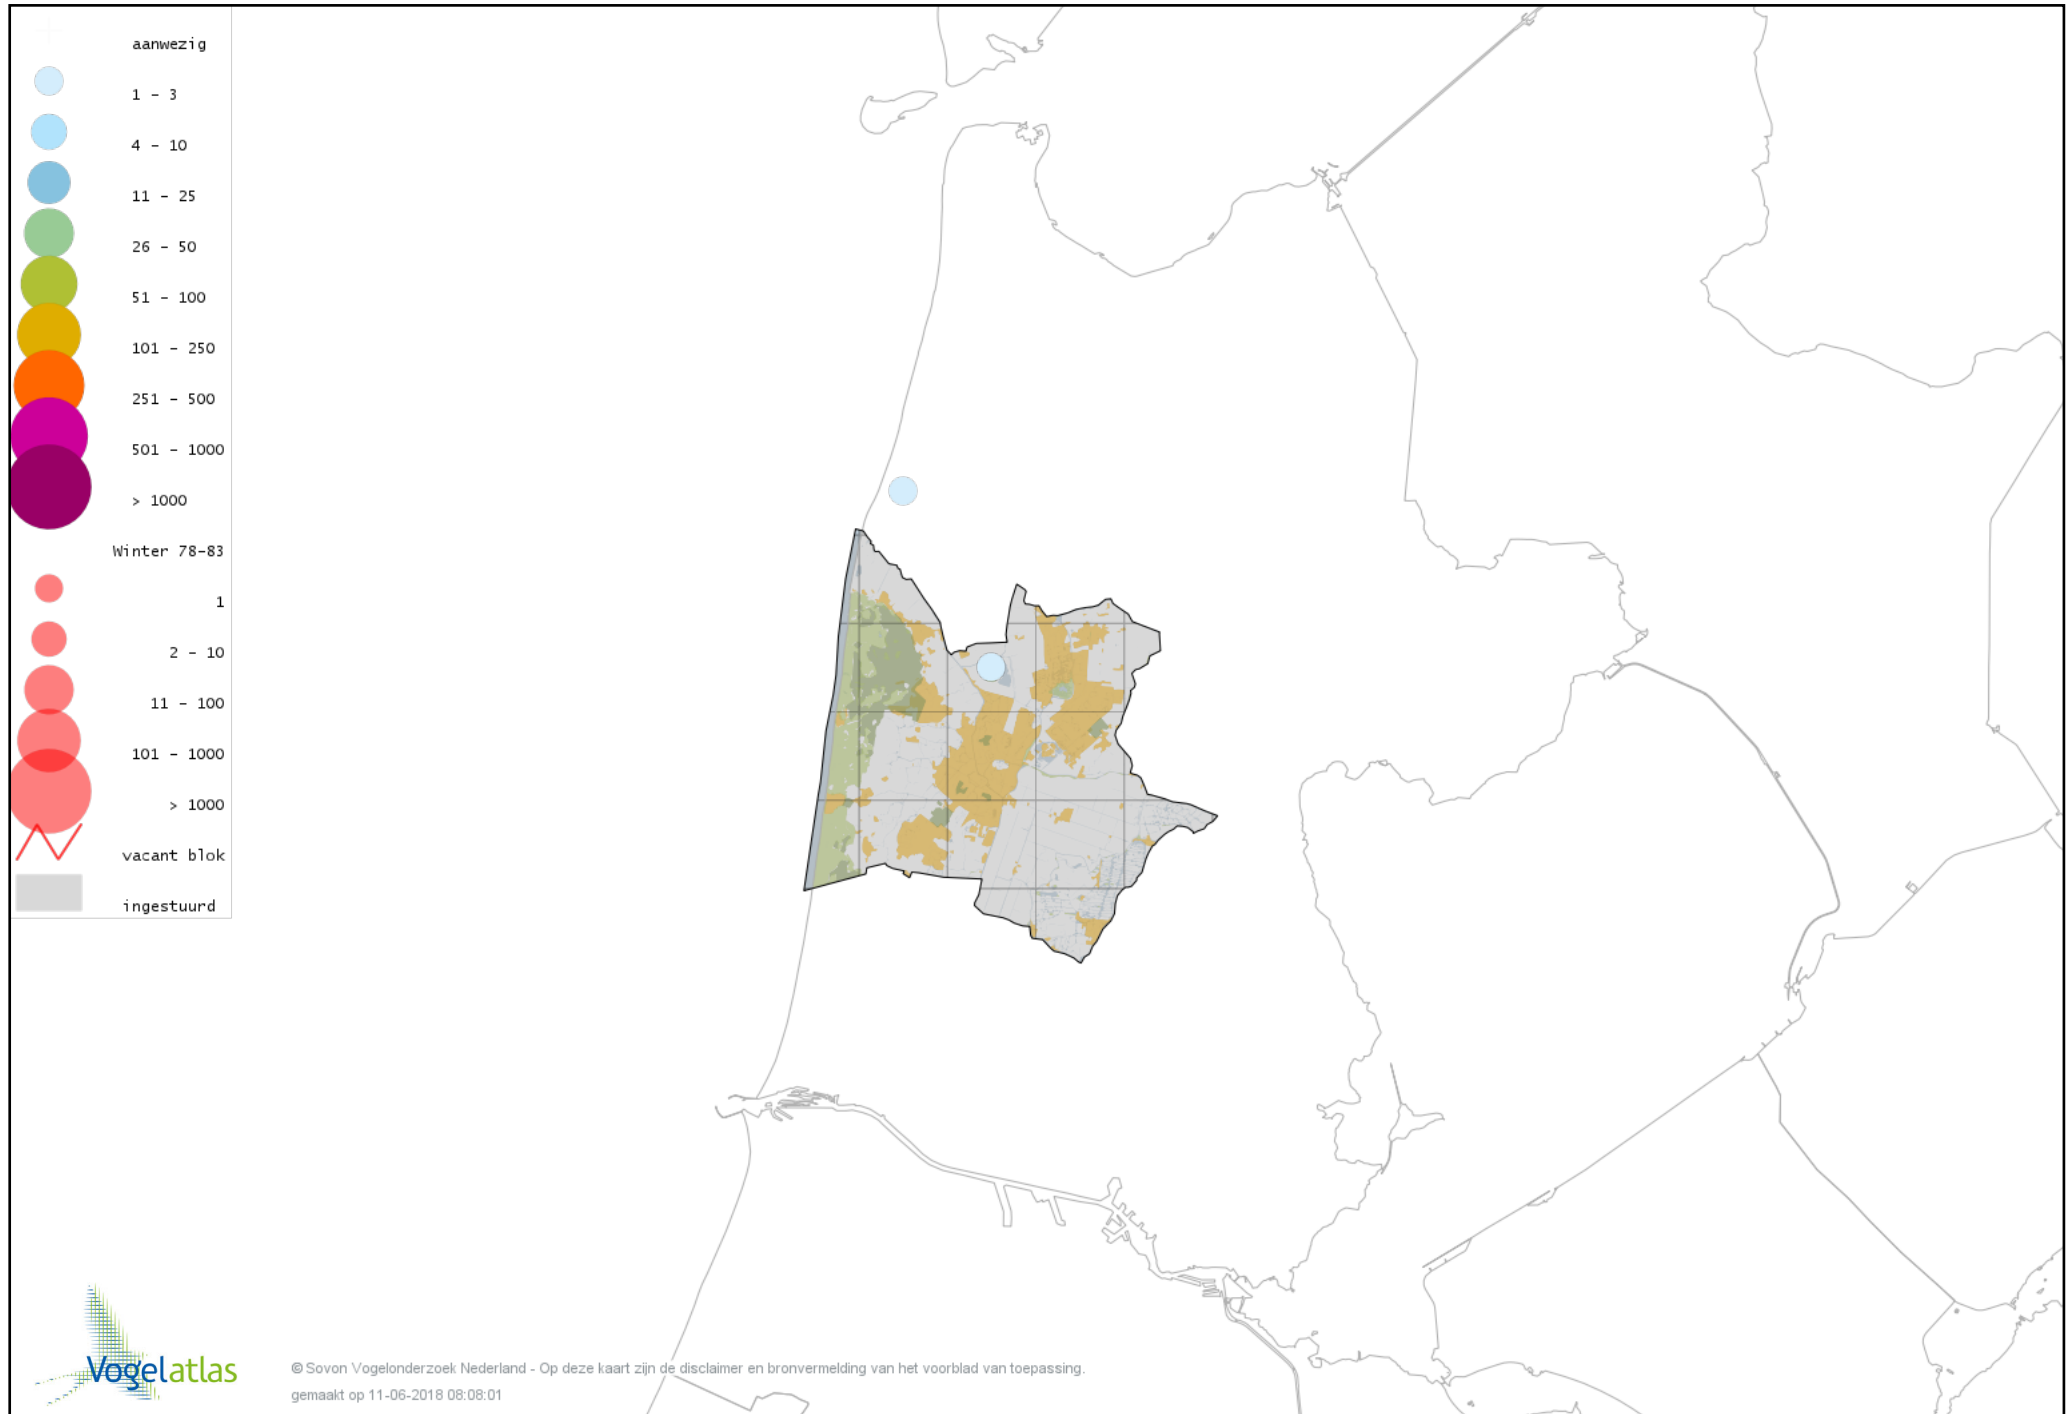 aanwezig
1 - 3
4 - 10
11 - 25
26 - 50
51 - 100
101 - 250
251 - 500
501 - 1000
> 1000
Winter 78-83
1
2 - 10
11 - 100
101 - 1000
> 1000
vacant blok
ingestuurd
Vogelatlas
© Sovon Vogelonderzoek Nederland - Op deze kaart zijn de disclaimer en bronvermelding van het voorblad van toepassing.
gemaakt op 11-06-2018 08:08:01